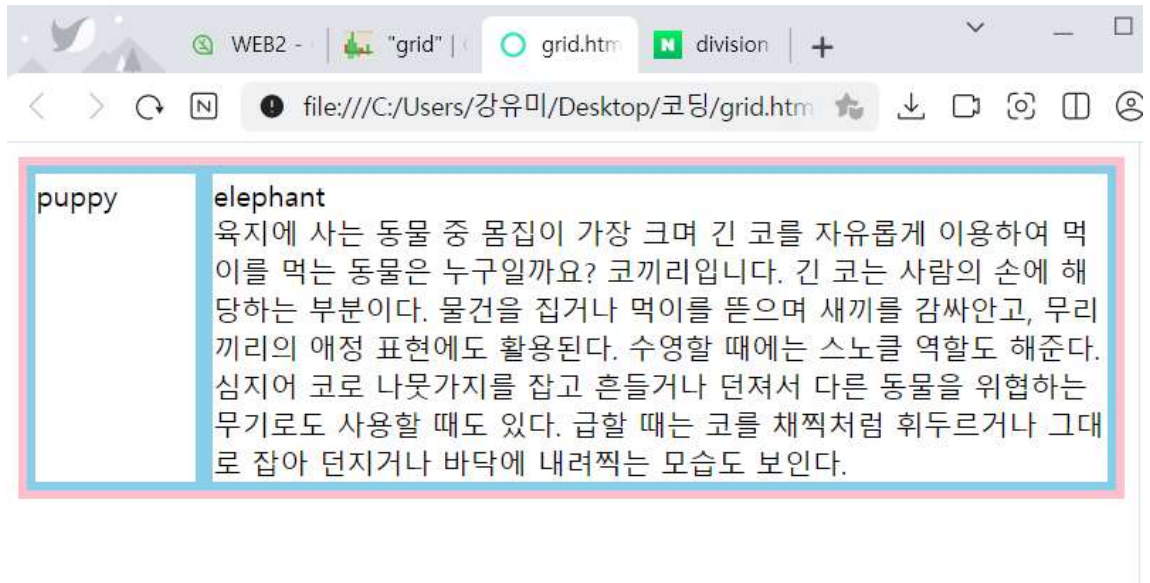 WEB2 -
"grid" |
grid.htm
N
division
N
file:///C:/Users/강유미/Desktop/코딩/grid.htm
puppy
elephant
육지에 사는 동물 중 몸집이 가장 크며 긴 코를 자유롭게 이용하여 먹
이를 먹는 동물은 누구일까요? 코끼리입니다. 긴 코는 사람의 손에 해
당하는 부분이다. 물건을 집거나 먹이를 뜯으며 새끼를 감싸안고, 무리
끼리의 애정 표현에도 활용된다. 수영할 때에는 스노클 역할도 해준다.
심지어 코로 나뭇가지를 잡고 흔들거나 던져서 다른 동물을 위협하는
무기로도 사용할 때도 있다. 급할 때는 코를 채찍처럼 휘두르거나 그대
로 잡아 던지거나 바닥에 내려찍는 모습도 보인다.